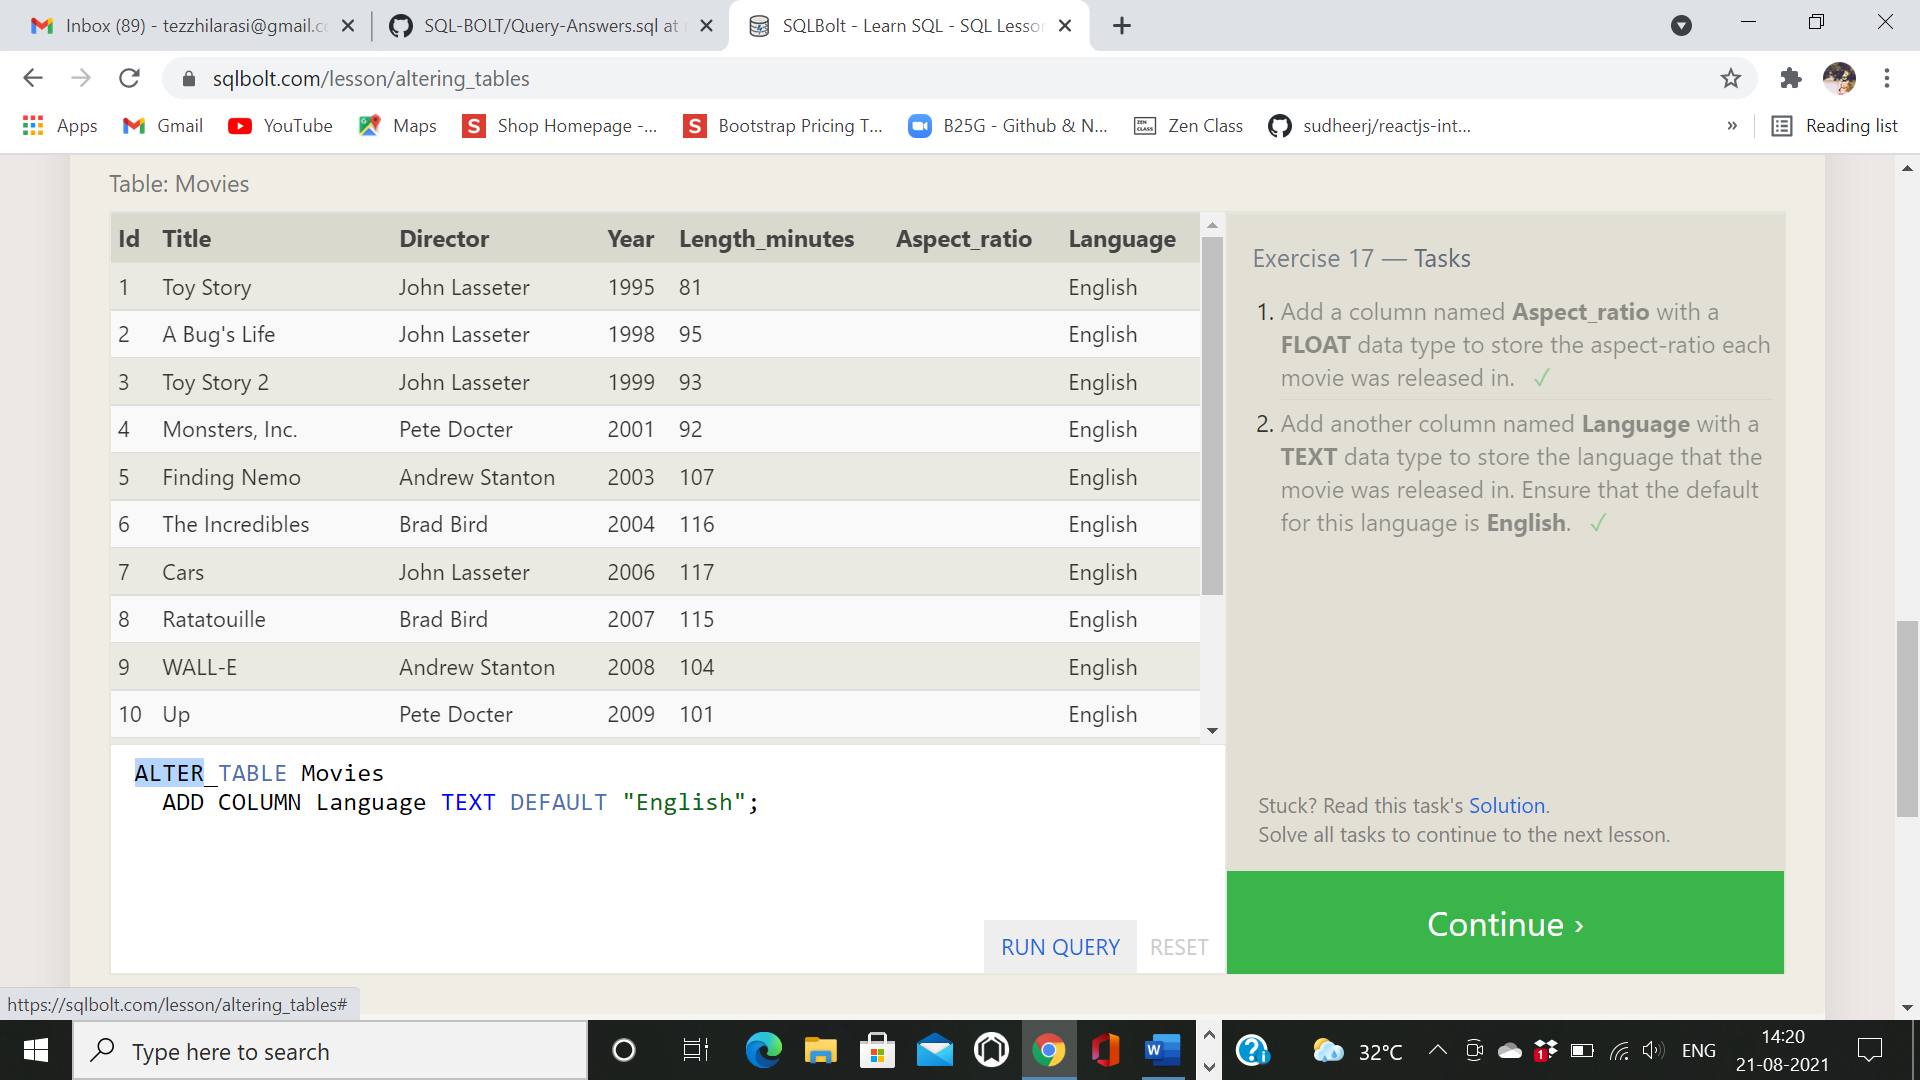 Inbox (89) - tezzhilarasi@gmail.co
SQL-BOLT/Query-Answers.sql at
SQLBolt - Learn SQL - SQL Lesson
sqlbolt.com/lesson/altering_tables
Apps Gmail YouTube Maps Shop Homepage -... Bootstrap Pricing T... B25G - Github & N... Zen Class sudheerj/reactjs-int... » Reading list
Table: Movies
Id Title Director Year Length_minutes Aspect_ratio Language
1 Toy Story John Lasseter 1995 81 English
2 A Bug's Life John Lasseter 1998 95 English
3 Toy Story 2 John Lasseter 1999 93 English
4 Monsters, Inc. Pete Docter 2001 92 English
5 Finding Nemo Andrew Stanton 2003 107 English
6 The Incredibles Brad Bird 2004 116 English
7 Cars John Lasseter 2006 117 English
8 Ratatouille Brad Bird 2007 115 English
9 WALL-E Andrew Stanton 2008 104 English
10 Up Pete Docter 2009 101 English
ALTER TABLE Movies
ADD COLUMN Language TEXT DEFAULT "English";
RUN QUERY RESET
Exercise 17 — Tasks
1. Add a column named Aspect_ratio with a
FLOAT data type to store the aspect-ratio each
movie was released in. ✓
2. Add another column named Language with a
TEXT data type to store the language that the
movie was released in. Ensure that the default
for this language is English. ✓
Stuck? Read this task's Solution.
Solve all tasks to continue to the next lesson.
Continue ›
https://sqlbolt.com/lesson/altering_tables#
Type here to search
32°C
ENG
14:20
21-08-2021